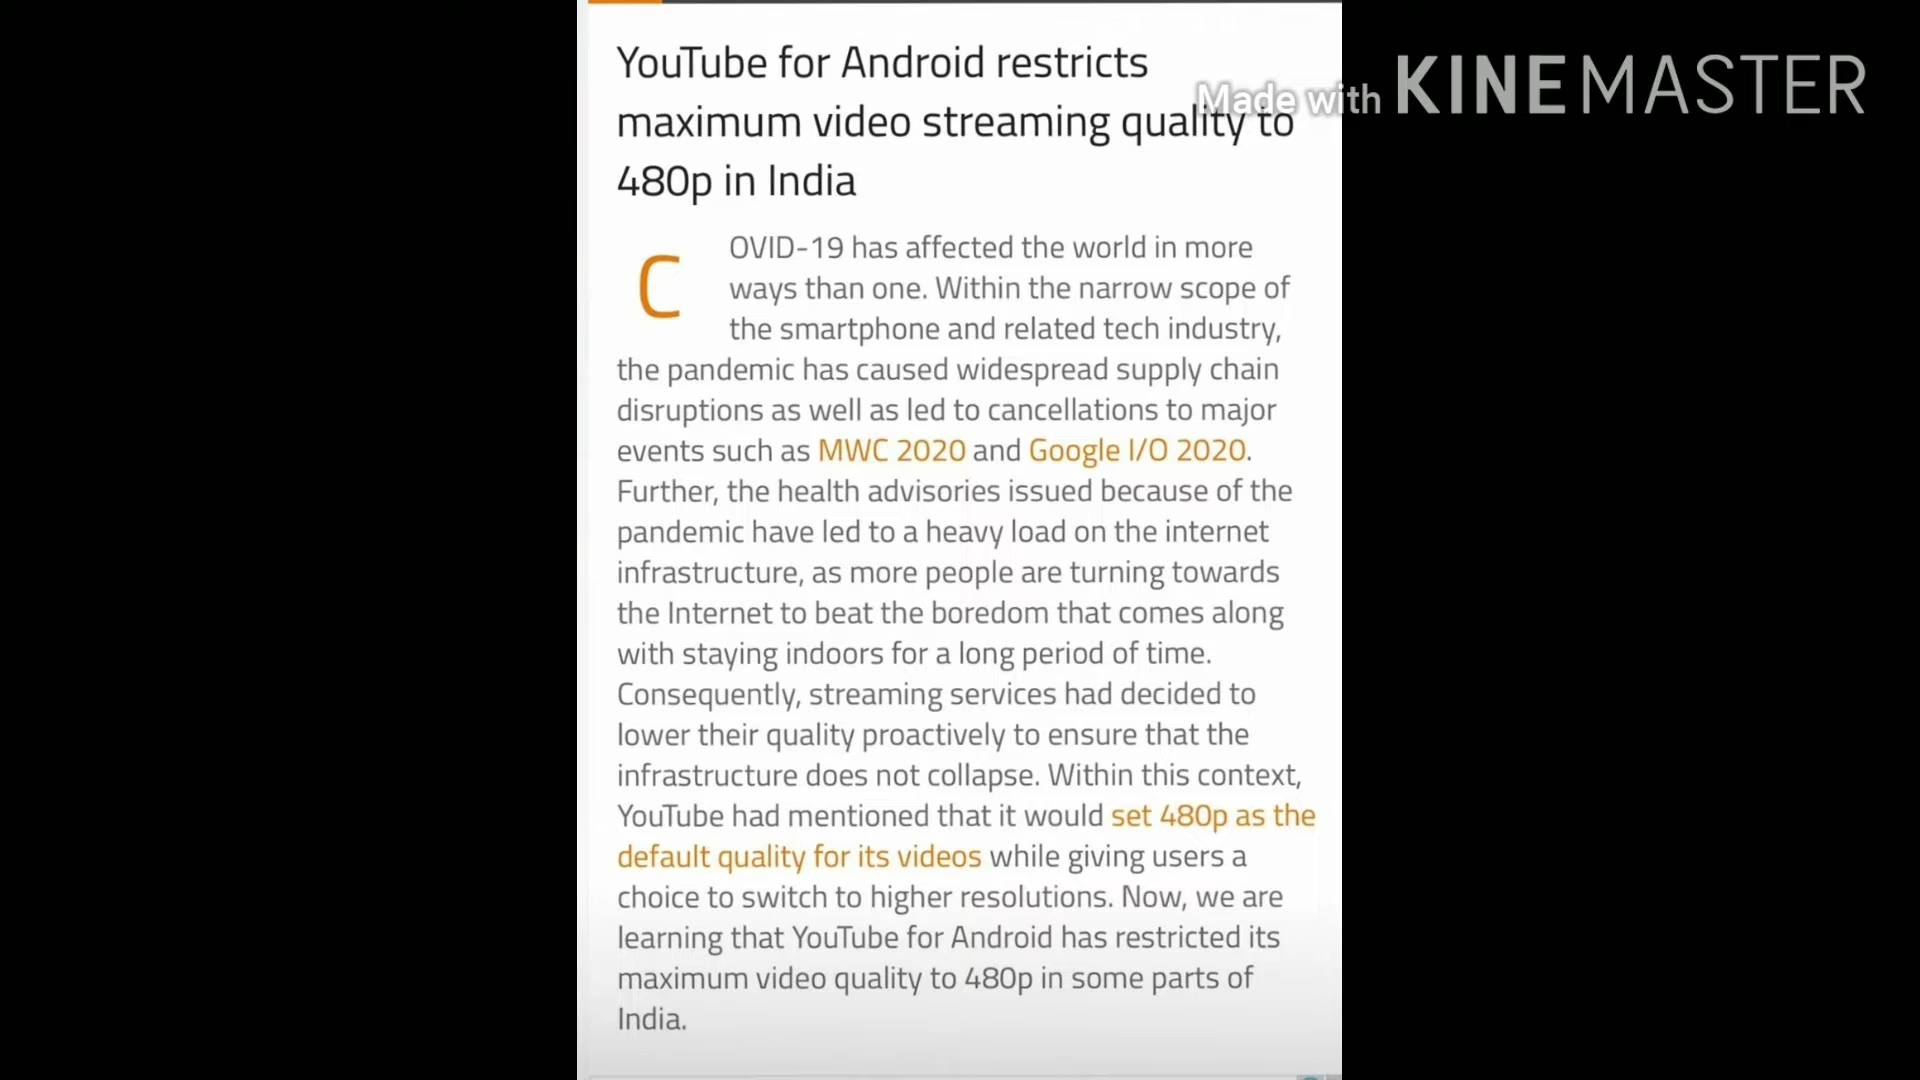 YouTube for Android restricts
maximum video streaming quality to
480p in India
Made with KINEMASTER
COVID-19 has affected the world in more
ways than one. Within the narrow scope of
the smartphone and related tech industry,
the pandemic has caused widespread supply chain
disruptions as well as led to cancellations to major
events such as MWC 2020 and Google I/O 2020.
Further, the health advisories issued because of the
pandemic have led to a heavy load on the internet
infrastructure, as more people are turning towards
the Internet to beat the boredom that comes along
with staying indoors for a long period of time.
Consequently, streaming services had decided to
lower their quality proactively to ensure that the
infrastructure does not collapse. Within this context,
YouTube had mentioned that it would set 480p as the
default quality for its videos while giving users a
choice to switch to higher resolutions. Now, we are
learning that YouTube for Android has restricted its
maximum video quality to 480p in some parts of
India.